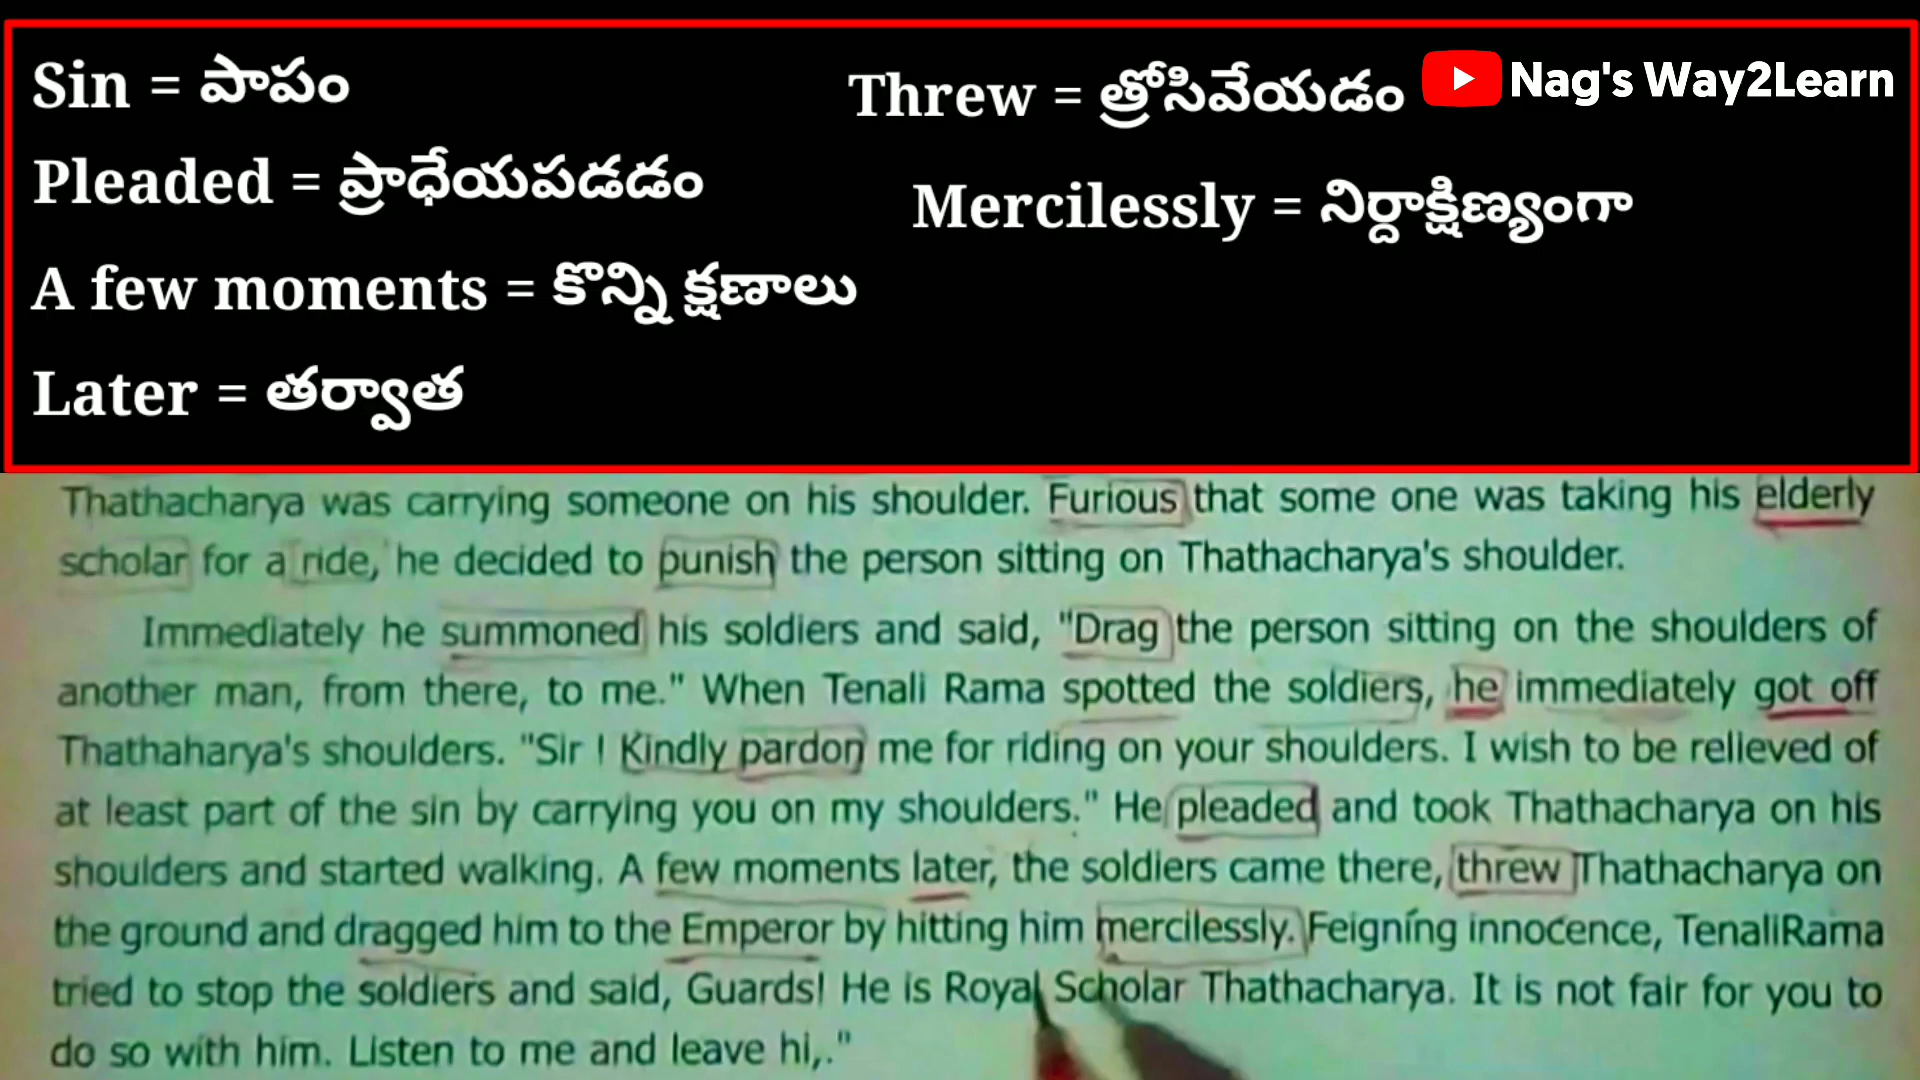 Sin = పాపం
Pleaded = ప్రాధేయపడడం
A few moments = కొన్ని క్షణాలు
Later = తర్వాత
Threw = త్రోసివేయడం
Mercilessly = నిర్దాక్షిణ్యంగా
Nag's Way2Learn
Thathacharya was carrying someone on his shoulder. Furious that some one was taking his elderly
scholar for a ride, he decided to punish the person sitting on Thathacharya's shoulder.
Immediately he summoned his soldiers and said, "Drag the person sitting on the shoulders of
another man, from there, to me." When Tenali Rama spotted the soldiers, he immediately got off
Thathaharya's shoulders. "Sir ! Kindly pardon me for riding on your shoulders. I wish to be relieved of
at least part of the sin by carrying you on my shoulders." He pleaded and took Thathacharya on his
shoulders and started walking. A few moments later, the soldiers came there, threw Thathacharya on
the ground and dragged him to the Emperor by hitting him mercilessly. Feigning innocence, TenaliRama
tried to stop the soldiers and said, Guards! He is Royal Scholar Thathacharya. It is not fair for you to
do so with him. Listen to me and leave hi,."